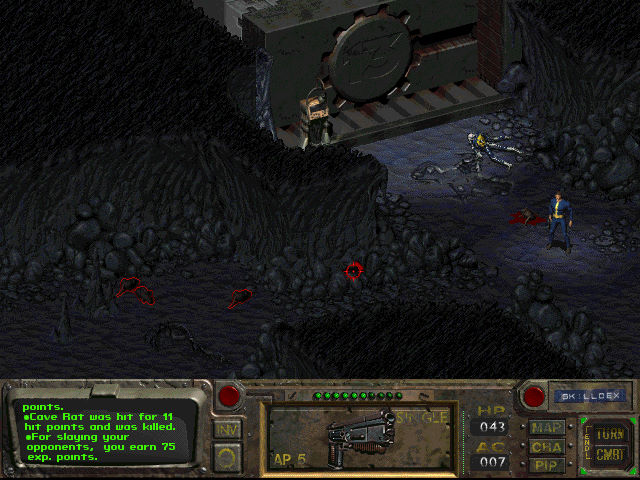 points.
•Cave Rat was hit for 11
hit points and was killed.
•For slaying your
opponents, you earn 75
exp. points.
INV
SINGLE
AP 5
HP
043
AC
007
SKILLDEX
MAP
CHA
PIP
TURN
CMBT
END